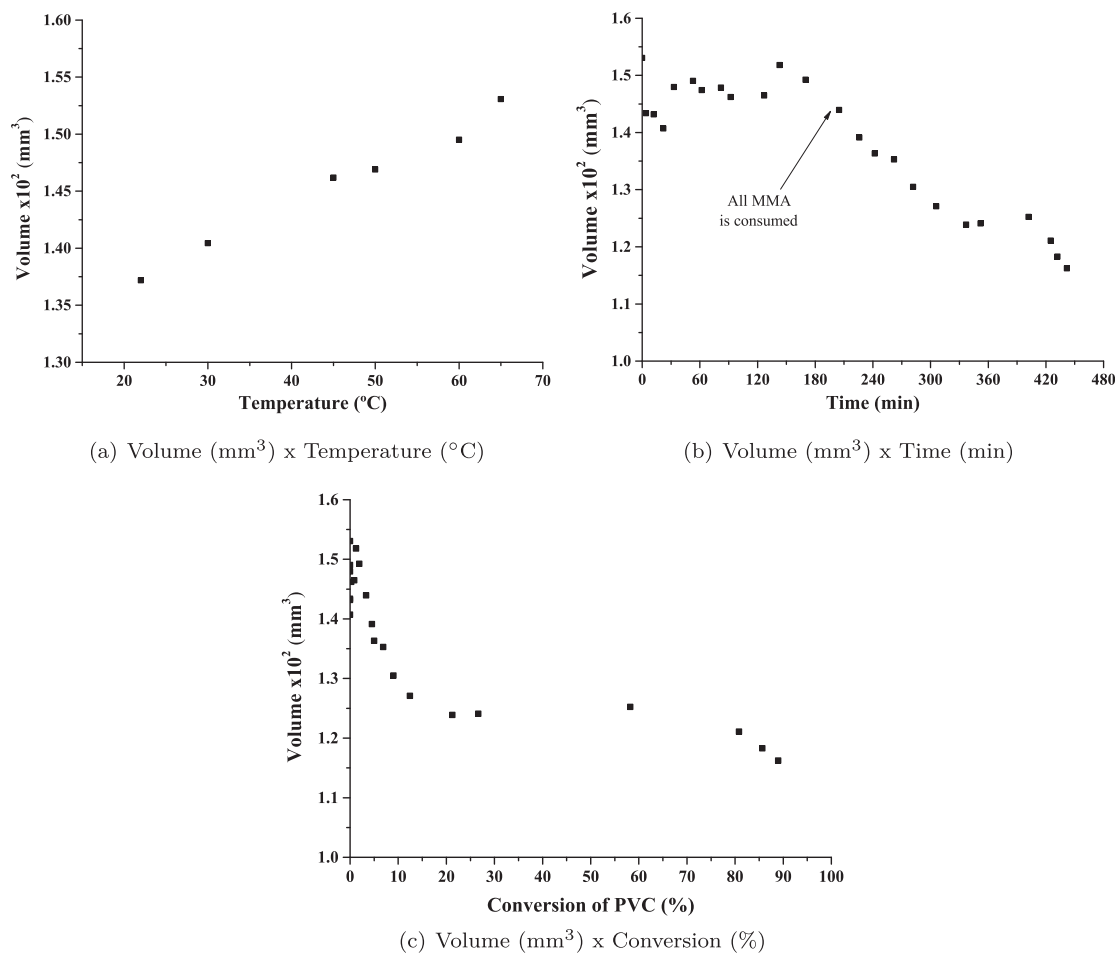 1.60
1.55
1.50
1.45
1.40
1.35
1.30
20 30 40 50 60 70
Volume x10² (mm³)
Temperature (ºC)
(a) Volume (mm³) x Temperature (°C)
1.6
1.5
1.4
1.3
1.2
1.1
1.0
0 60 120 180 240 300 360 420 480
Volume x10² (mm³)
All MMA
is consumed
Time (min)
(b) Volume (mm³) x Time (min)
1.6
1.5
1.4
1.3
1.2
1.1
1.0
0 10 20 30 40 50 60 70 80 90 100
Volume x10² (mm³)
Conversion of PVC (%)
(c) Volume (mm³) x Conversion (%)